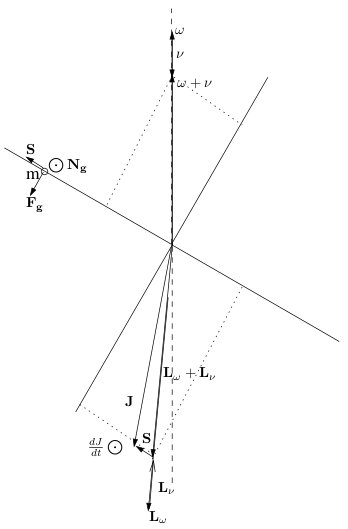 ω
ν
ω + ν
S
m
N_g
F_g
L_ω + L_ν
J
S
dJ/dt
L_ν
L_ω